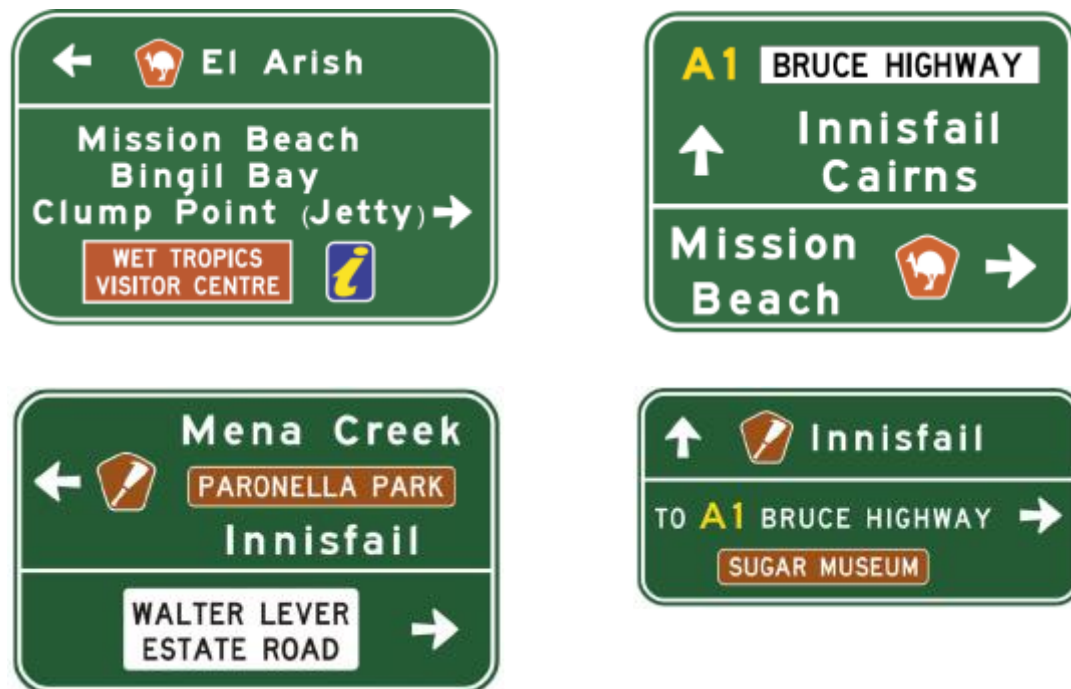 El Arish
Mission Beach
Bingil Bay
Clump Point (Jetty)
WET TROPICS
VISITOR CENTRE
i
A1 BRUCE HIGHWAY
Innisfail
Cairns
Mission
Beach
Mena Creek
PARONELLA PARK
Innisfail
WALTER LEVER
ESTATE ROAD
Innisfail
TO A1 BRUCE HIGHWAY
SUGAR MUSEUM